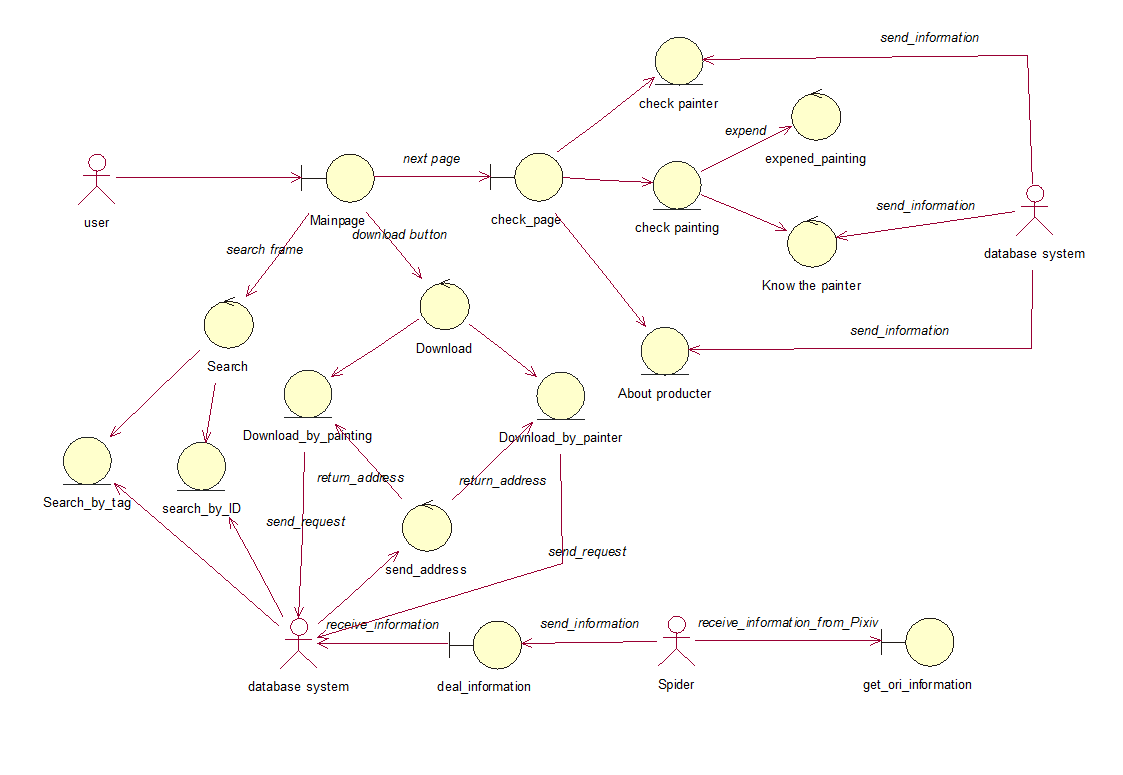 send_information
check painter
expend
expened_painting
next page
user
Mainpage
check_page
check painting
send_information
database system
search frame
download button
Know the painter
send_information
Search
Download
About producter
Download_by_painting
Download_by_painter
return_address
return_address
Search_by_tag
search_by_ID
send_request
send_request
send_address
receive_information
send_information
receive_information_from_Pixiv
database system
deal_information
Spider
get_ori_information